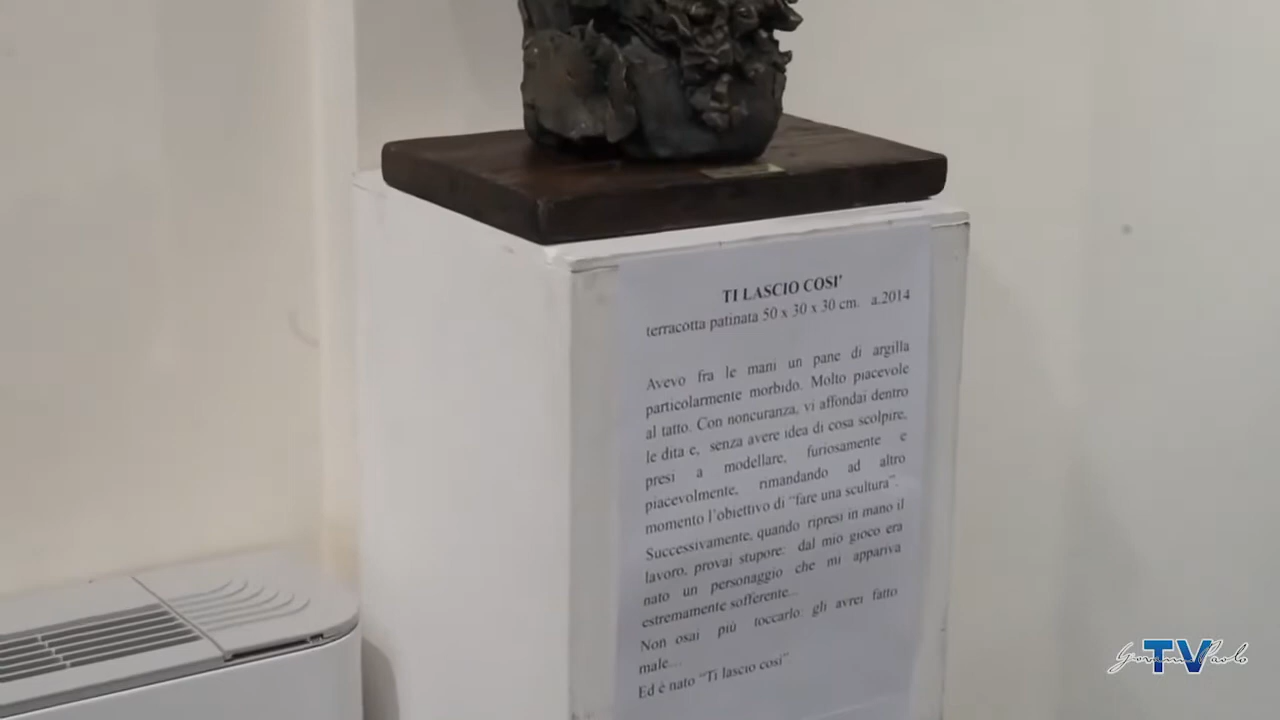 TI LASCIO COSI'
terracotta patinata 50 x 30 x 30 cm. a.2014
Avevo fra le mani un pane di argilla
particolarmente morbido. Molto piacevole
al tatto. Con noncuranza, vi affondai dentro
le dita e, senza avere idea di cosa scolpire,
presi a modellare, furiosamente e
piacevolmente, rimandando ad altro
momento l'obiettivo di "fare una scultura".
Successivamente, quando ripresi in mano il
lavoro, provai stupore: dal mio gioco era
nato un personaggio che mi appariva
estremamente sofferente...
Non osai più toccarlo: gli avrei fatto
male...
Ed è nato "Ti lascio così"
Giovanni Paolo
TV